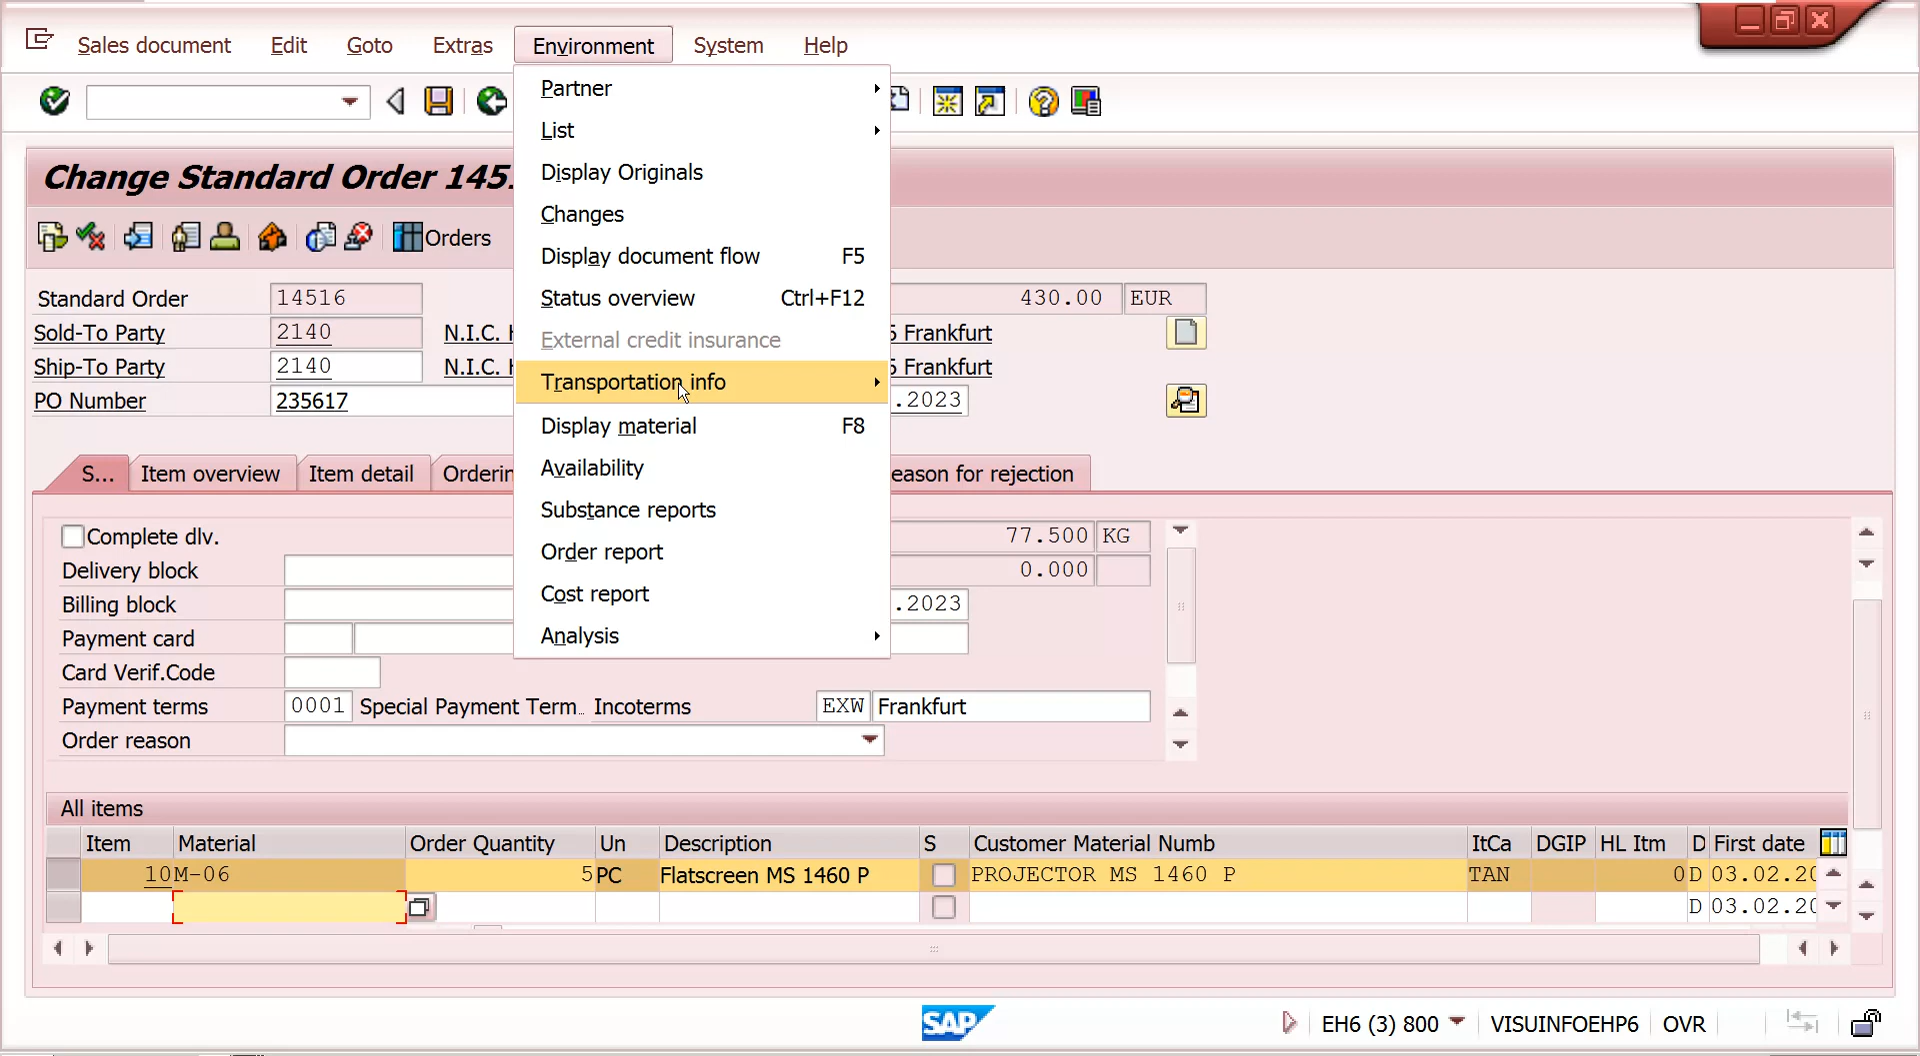 Sales document Edit Goto Extras Environment System Help
Partner
List
Display Originals
Changes
Display document flow F5
Status overview Ctrl+F12
External credit insurance
Transportation info
Display material F8
Availability
Substance reports
Order report
Cost report
Analysis
Change Standard Order 145
Orders
Standard Order 14516 430.00 EUR
Sold-To Party 2140 N.I.C. Frankfurt
Ship-To Party 2140 N.I.C. Frankfurt
PO Number 235617 .2023
S... Item overview Item detail Orderin eason for rejection
Complete dlv. 77.500 KG
Delivery block 0.000
Billing block .2023
Payment card
Card Verif.Code
Payment terms 0001 Special Payment Term.. Incoterms EXW Frankfurt
Order reason
All items
Item Material Order Quantity Un Description S Customer Material Numb ItCa DGIP HL Itm D First date
10 M-06 5 PC Flatscreen MS 1460 P PROJECTOR MS 1460 P TAN 0 D 03.02.20
D 03.02.20
SAP EH6 (3) 800 VISUINFOEHP6 OVR